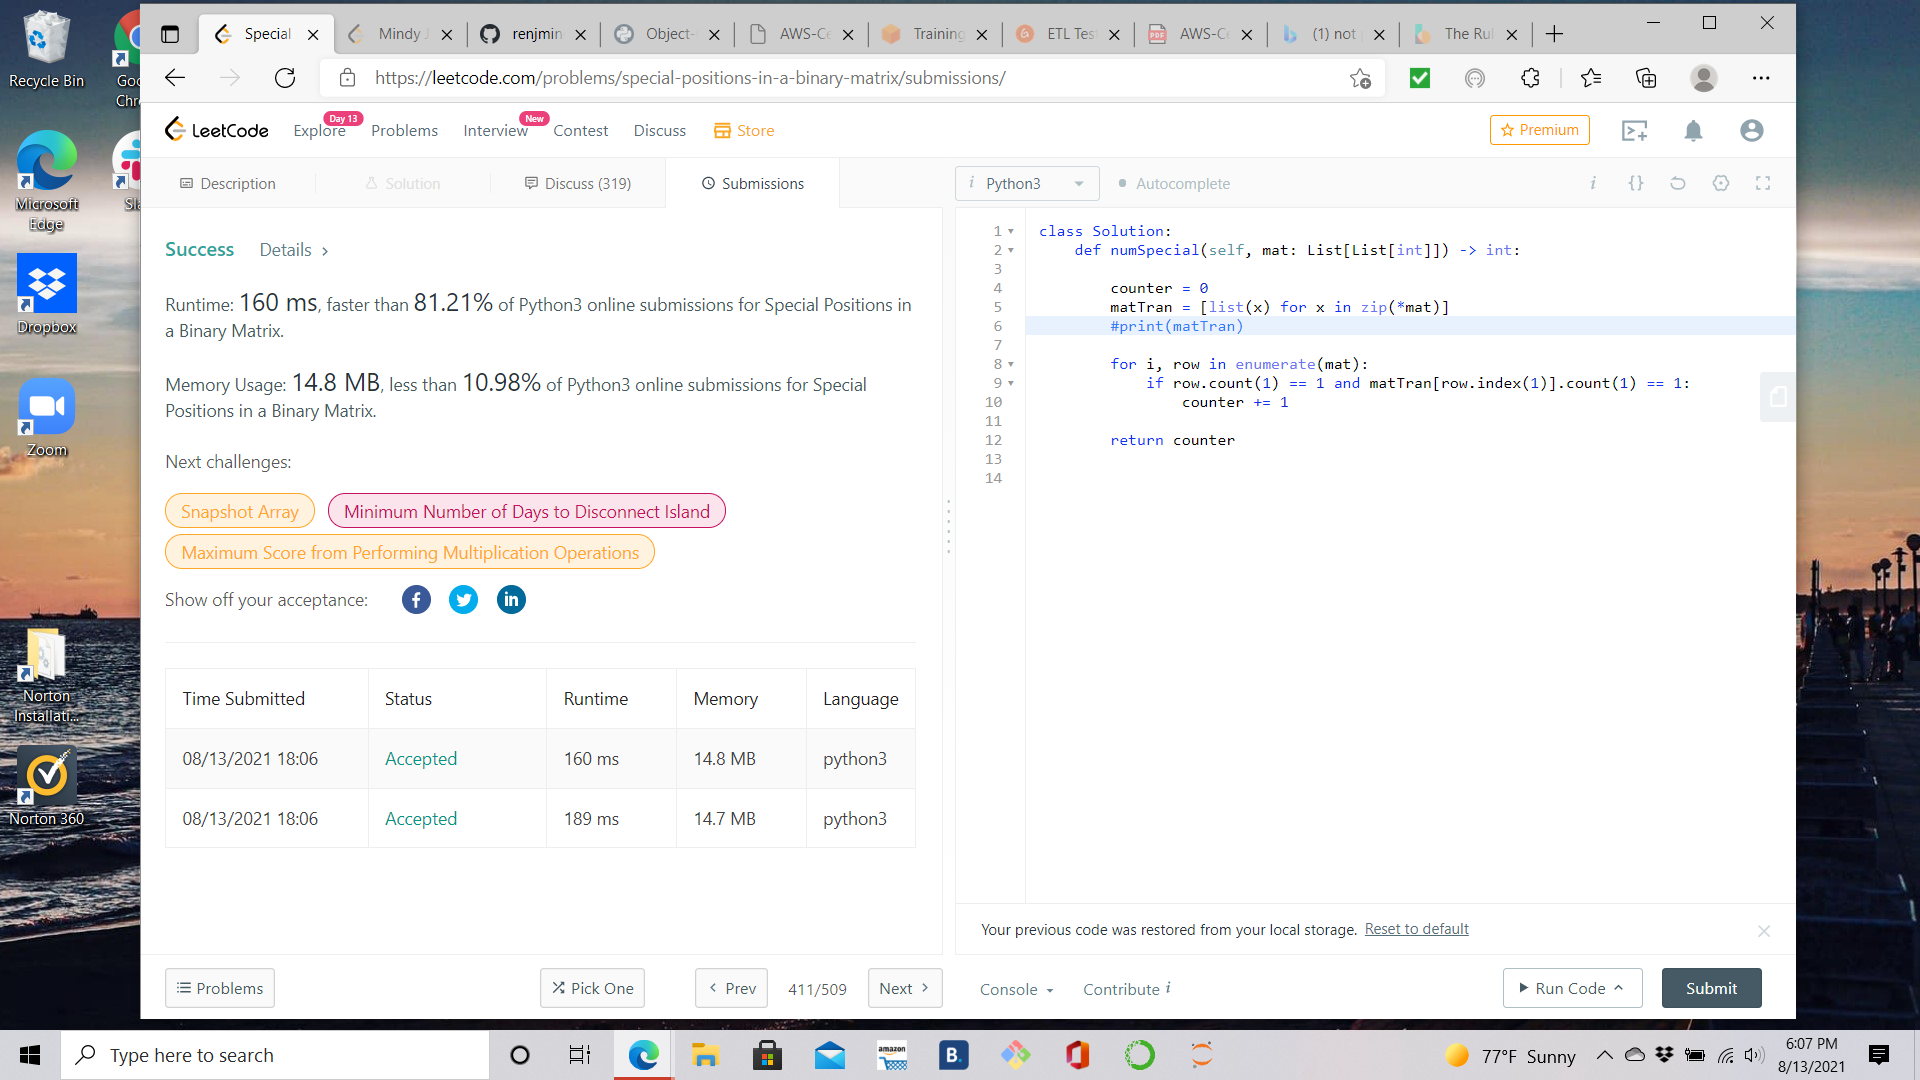 Recycle Bin
Microsoft
Edge
Dropbox
Zoom
Norton
Installati...
Norton 360
Special
Mindy
renjmin
Object-
AWS-Ce
Training
ETL Tes
AWS-Ce
(1) not
The Rul
https://leetcode.com/problems/special-positions-in-a-binary-matrix/submissions/
LeetCode
Explore
Day 13
Problems
Interview
New
Contest
Discuss
Store
Premium
Description
Solution
Discuss (319)
Submissions
Success
Details >
Runtime: 160 ms, faster than 81.21% of Python3 online submissions for Special Positions in
a Binary Matrix.
Memory Usage: 14.8 MB, less than 10.98% of Python3 online submissions for Special
Positions in a Binary Matrix.
Next challenges:
Snapshot Array
Minimum Number of Days to Disconnect Island
Maximum Score from Performing Multiplication Operations
Show off your acceptance:
Time Submitted Status Runtime Memory Language
08/13/2021 18:06 Accepted 160 ms 14.8 MB python3
08/13/2021 18:06 Accepted 189 ms 14.7 MB python3
Problems
Pick One
< Prev
411/509
Next >
i Python3
Autocomplete
i {}
1 class Solution:
2 def numSpecial(self, mat: List[List[int]]) -> int:
3
4 counter = 0
5 matTran = [list(x) for x in zip(*mat)]
6 #print(matTran)
7
8 for i, row in enumerate(mat):
9 if row.count(1) == 1 and matTran[row.index(1)].count(1) == 1:
10 counter += 1
11
12 return counter
13
14
Your previous code was restored from your local storage. Reset to default
Console
Contribute i
Run Code
Submit
Type here to search
amazon
B.
77°F Sunny
6:07 PM
8/13/2021